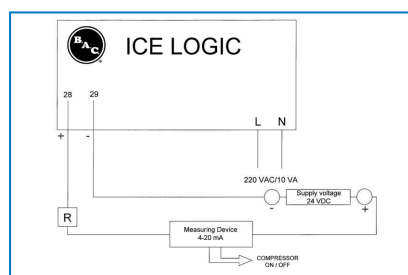 B.A.C.
®
ICE LOGIC
28 29
L N
+ -
220 VAC/10 VA
Supply voltage
24 VDC
- +
R
Measuring Device
4-20 mA
COMPRESSOR
ON / OFF